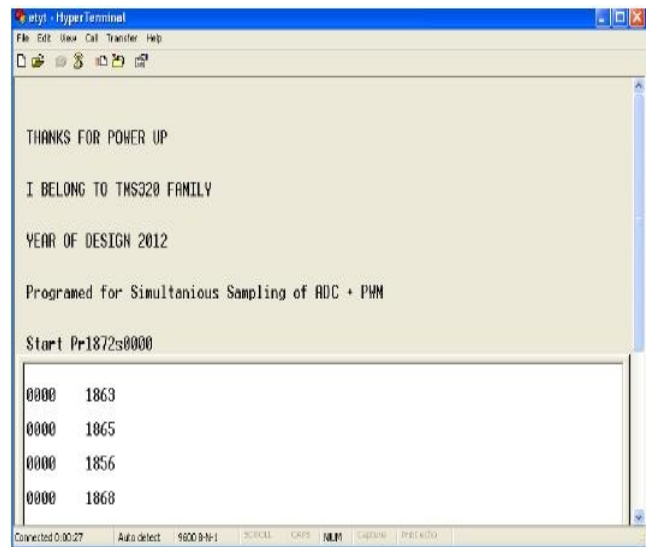 etyt - HyperTerminal
File Edit View Call Transfer Help
THANKS FOR POWER UP
I BELONG TO TMS320 FAMILY
YEAR OF DESIGN 2012
Programed for Simultanious Sampling of ADC + PWM
Start Pr1872s0000
0000 1863
0000 1865
0000 1856
0000 1868
Connected 0:00:27 Auto detect 9600 8-N-1 SCROLL CAPS NUM Capture Print echo